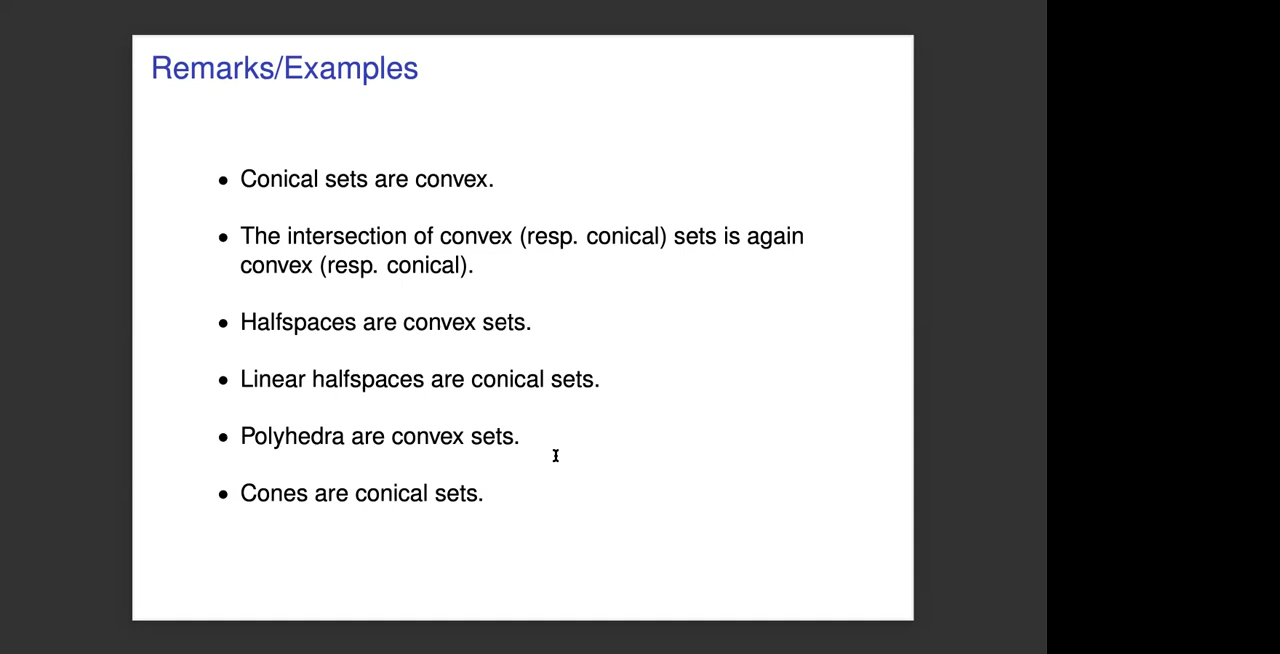 Remarks/Examples
• Conical sets are convex.
• The intersection of convex (resp. conical) sets is again
convex (resp. conical).
• Halfspaces are convex sets.
• Linear halfspaces are conical sets.
• Polyhedra are convex sets.
• Cones are conical sets.